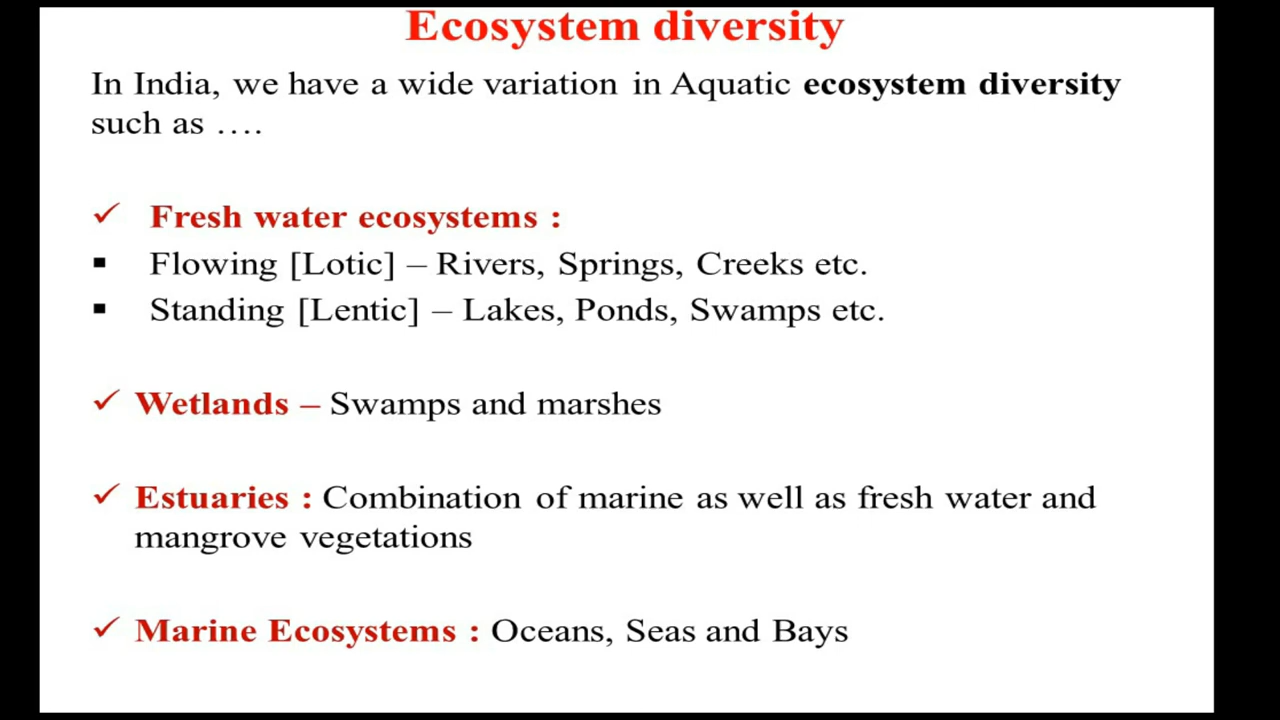 Ecosystem diversity
In India, we have a wide variation in Aquatic ecosystem diversity
such as ….
✓ Fresh water ecosystems :
▪ Flowing [Lotic] – Rivers, Springs, Creeks etc.
▪ Standing [Lentic] – Lakes, Ponds, Swamps etc.
✓ Wetlands – Swamps and marshes
✓ Estuaries : Combination of marine as well as fresh water and
mangrove vegetations
✓ Marine Ecosystems : Oceans, Seas and Bays